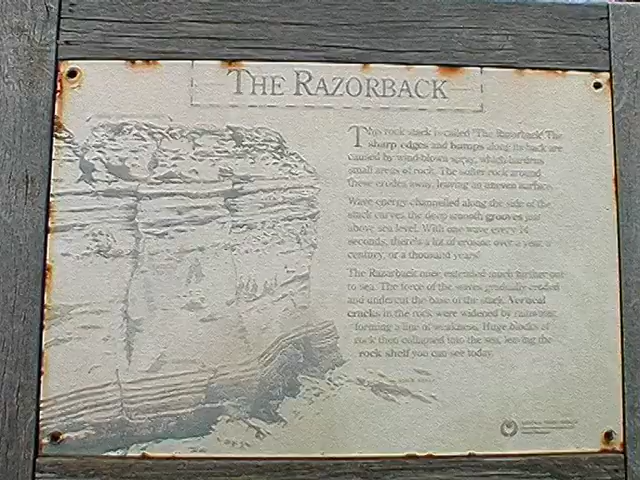 THE RAZORBACK
This rock stack is called 'The Razorback'. The
sharp edges and bumps along its back are
caused by wind-blown spray, which hardens
small areas of rock. The softer rock around
these erodes away, leaving an uneven surface.
Wave energy channelled along the side of the
stack carves the deep smooth grooves just
above sea level. With one wave every 14
seconds, there's a lot of erosion over a year, a
century, or a thousand years!
The Razorback once extended much further out
to sea. The force of the waves gradually eroded
and undercut the base of the stack. Vertical
cracks in the rock were widened by rainwater,
forming a line of weakness. Huge blocks of
rock then collapsed into the sea, leaving the
rock shelf you can see today.